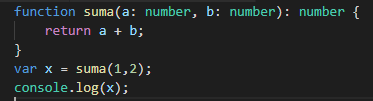 function suma(a: number, b: number): number {
    return a + b;
}
var x = suma(1,2);
console.log(x);